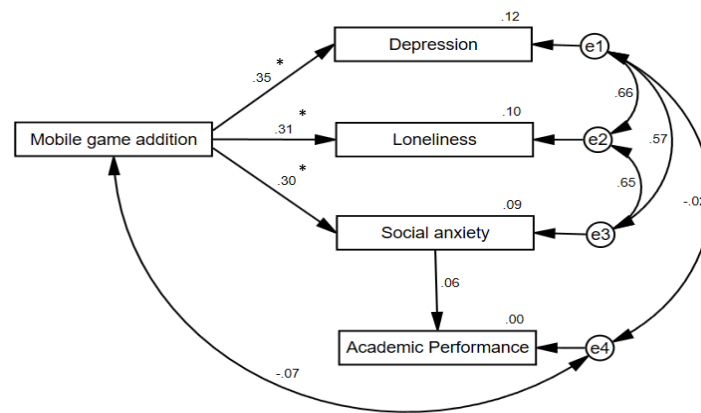 .12
Depression
e1
.35
*
.66
.10
Mobile game addition
.31
*
Loneliness
e2
.57
.30
*
.65
-.02
.09
Social anxiety
e3
.06
.00
Academic Performance
e4
-.07